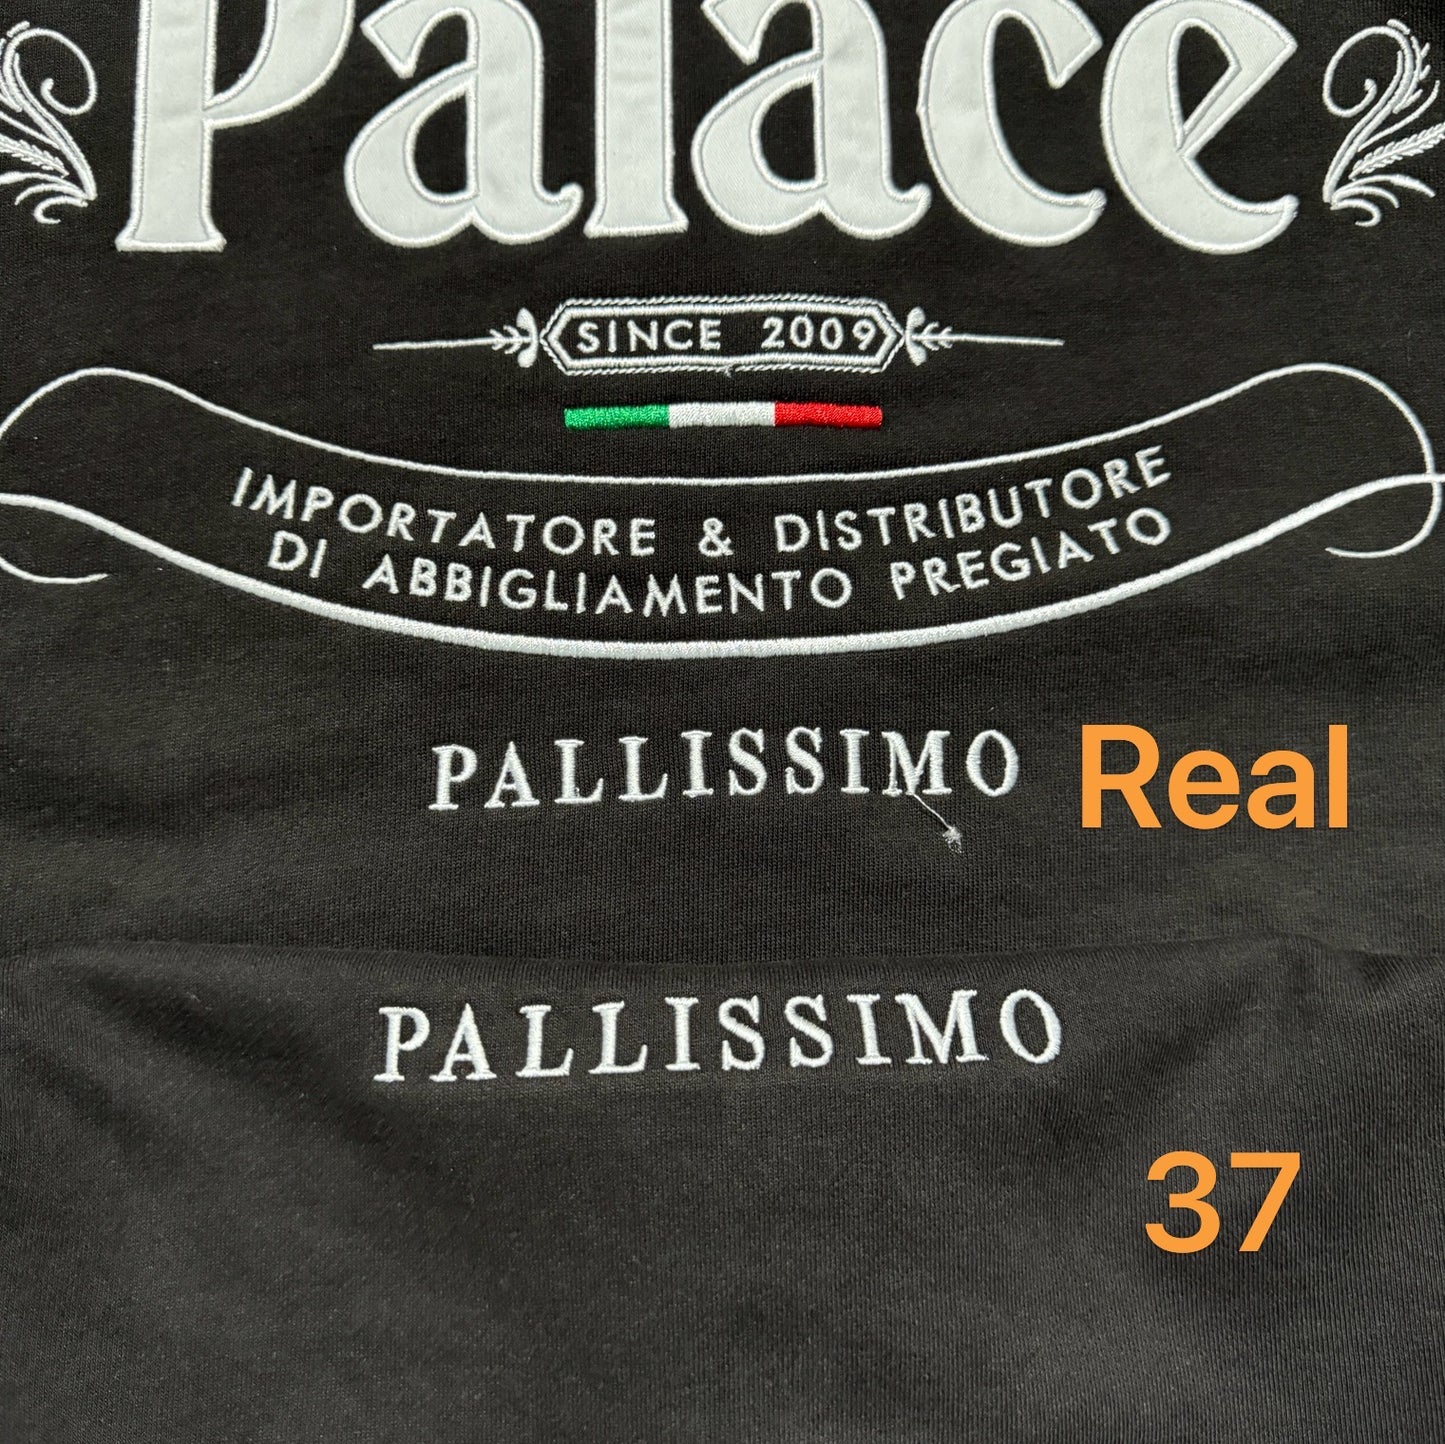 Palace
SINCE 2009
IMPORTATORE & DISTRIBUTORE
DI ABBIGLIAMENTO PREGIATO
PALLISSIMO
Real
PALLISSIMO
37